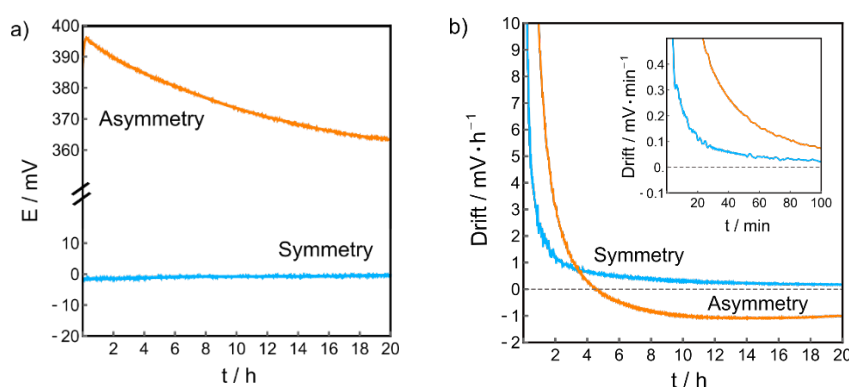 a)
E / mV
400
390
380
370
360
10
0
-10
-20
Asymmetry
Symmetry
2 4 6 8 10 12 14 16 18 20
t / h
b)
Drift / mV·h⁻¹
10
9
8
7
6
5
4
3
2
1
0
-1
2
Symmetry
Asymmetry
0 2 4 6 8 10 12 14 16 18 20
t / h
Drift / mV·min⁻¹
0.4
0.3
0.2
0.1
0
-0.1
20 40 60 80 100
t / min